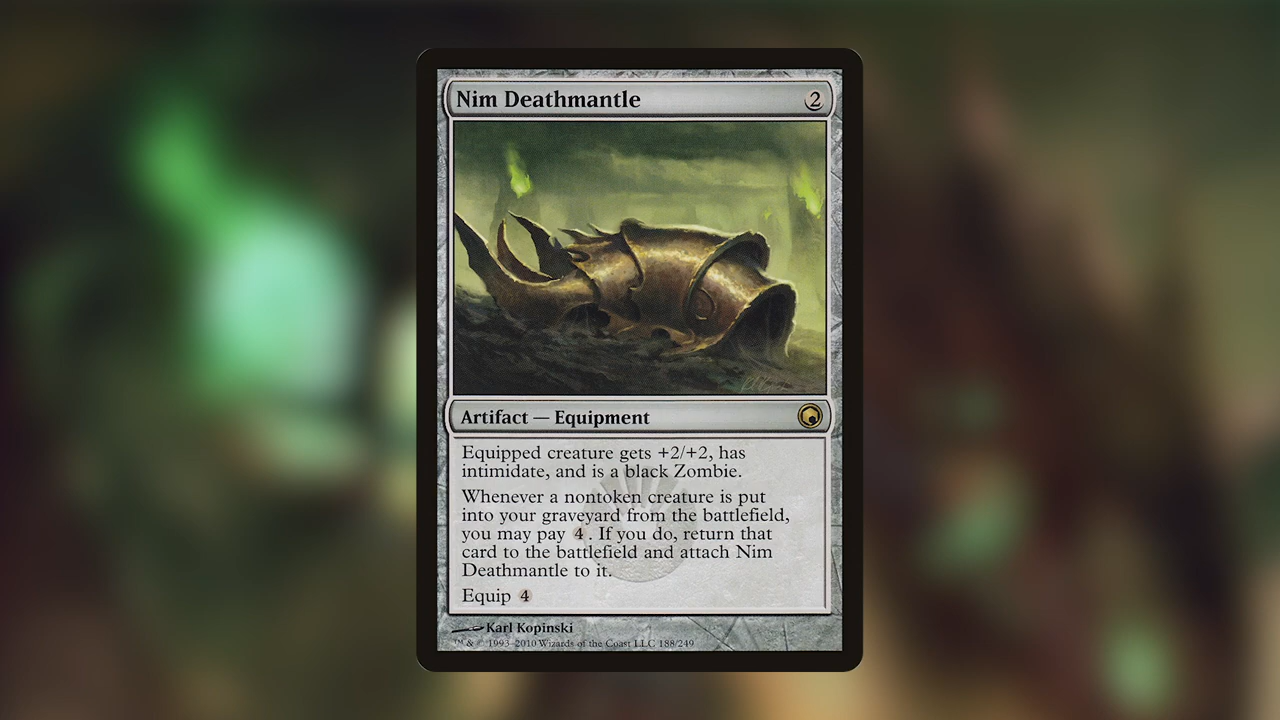 Nim Deathmantle 2
Artifact — Equipment
Equipped creature gets +2/+2, has
intimidate, and is a black Zombie.
Whenever a nontoken creature is put
into your graveyard from the battlefield,
you may pay 4. If you do, return that
card to the battlefield and attach Nim
Deathmantle to it.
Equip 4
Karl Kopinski
™ & © 1993–2010 Wizards of the Coast LLC 188/249